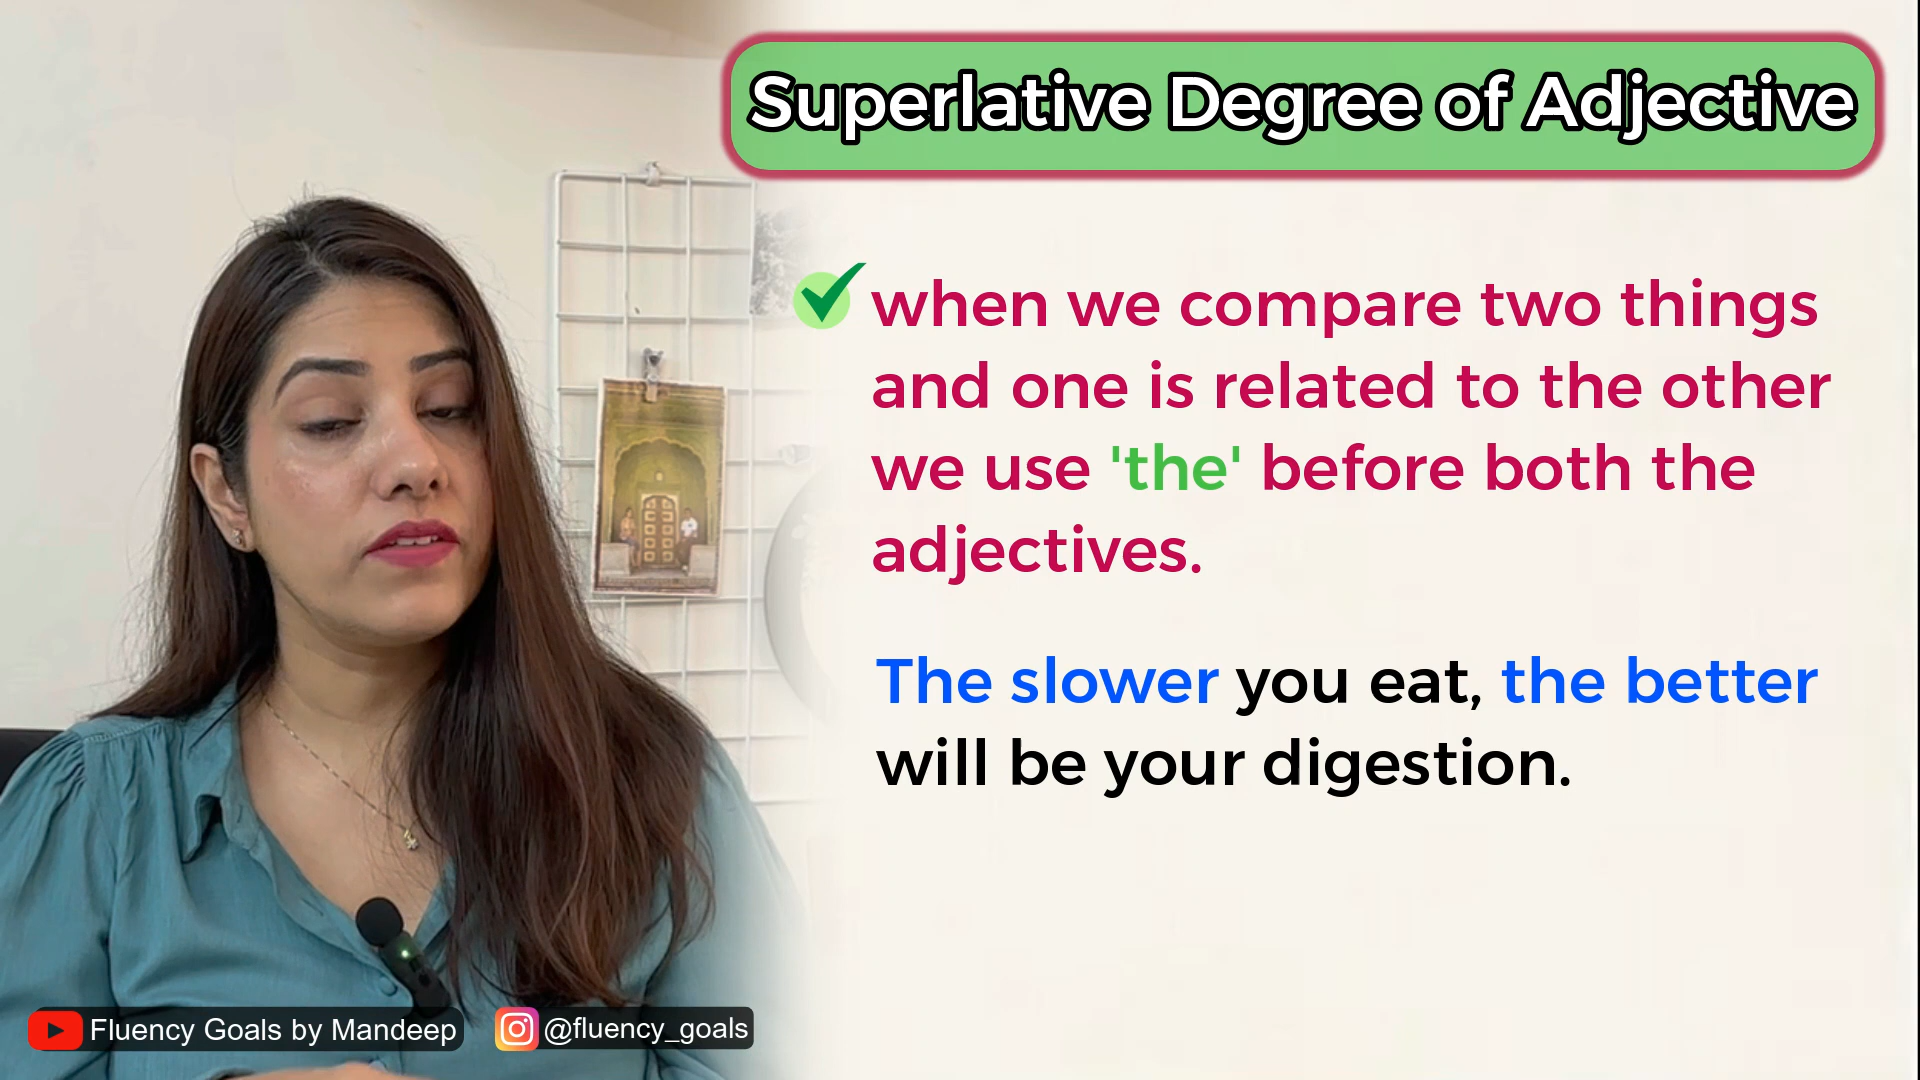 Superlative Degree of Adjective
when we compare two things
and one is related to the other
we use 'the' before both the
adjectives.
The slower you eat, the better
will be your digestion.
Fluency Goals by Mandeep
@fluency_goals